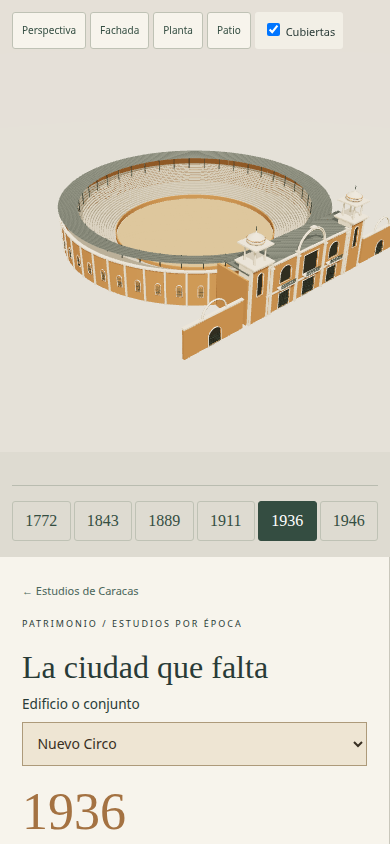 Perspectiva Fachada Planta Patio Cubiertas
1772 1843 1889 1911 1936 1946
← Estudios de Caracas
PATRIMONIO / ESTUDIOS POR ÉPOCA
La ciudad que falta
Edificio o conjunto
Nuevo Circo
1936